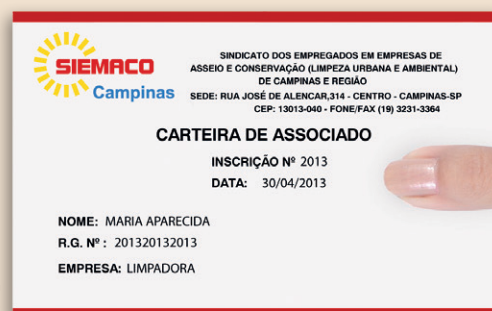 SIEMACO
Campinas
SINDICATO DOS EMPREGADOS EM EMPRESAS DE
ASSEIO E CONSERVAÇÃO (LIMPEZA URBANA E AMBIENTAL)
DE CAMPINAS E REGIÃO
SEDE: RUA JOSÉ DE ALENCAR,314 - CENTRO - CAMPINAS-SP
CEP: 13013-040 - FONE/FAX (19) 3231-3364
CARTEIRA DE ASSOCIADO
INSCRIÇÃO Nº 2013
DATA: 30/04/2013
NOME: MARIA APARECIDA
R.G. Nº : 201320132013
EMPRESA: LIMPADORA